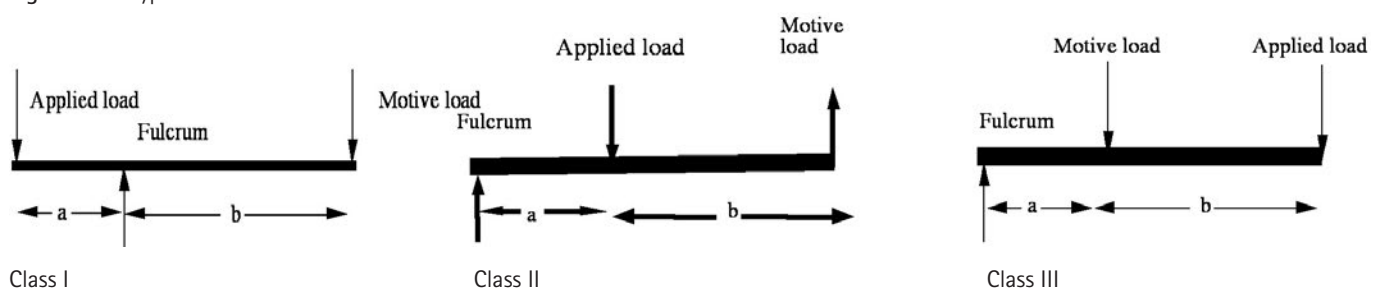 Applied load
Fulcrum
a
b
Class I
Applied load
Motive
load
Motive load
Fulcrum
a
b
Class II
Motive load
Applied load
Fulcrum
a
b
Class III